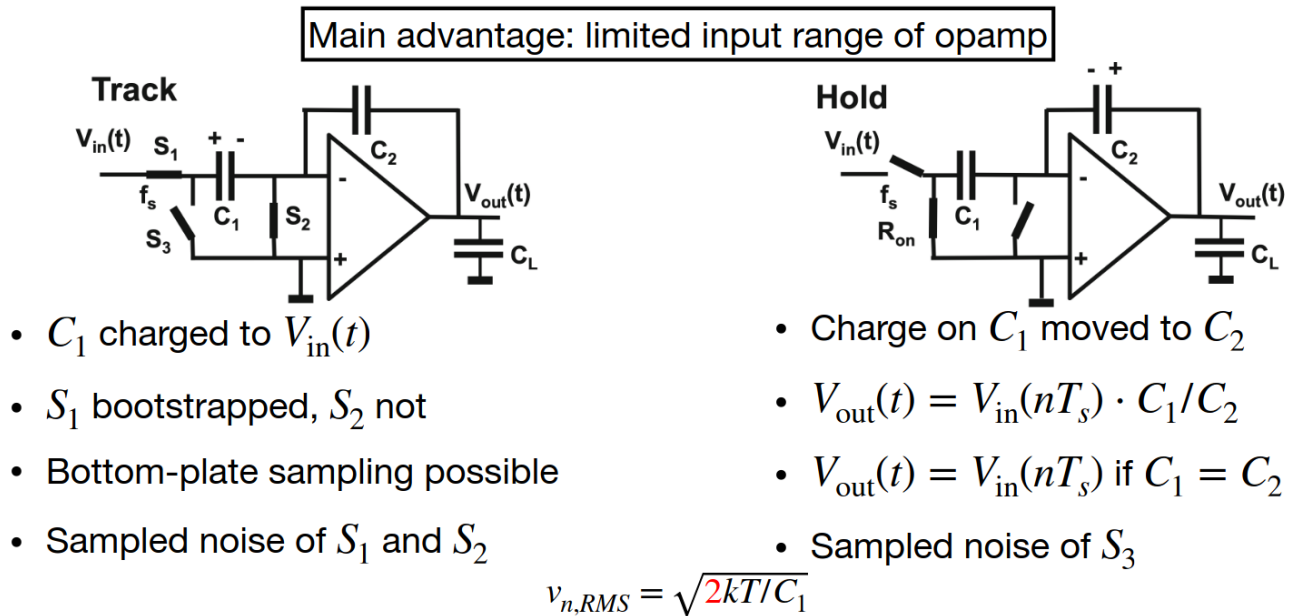 Main advantage: limited input range of opamp
Track
V_in(t)
S_1
+ -
C_2
f_s
C_1
S_2
S_3
-
+
V_out(t)
C_L
Hold
- +
V_in(t)
C_2
f_s
C_1
R_on
-
+
V_out(t)
C_L
• C_1 charged to V_in(t)
• S_1 bootstrapped, S_2 not
• Bottom-plate sampling possible
• Sampled noise of S_1 and S_2
• Charge on C_1 moved to C_2
• V_out(t) = V_in(nT_s) · C_1/C_2
• V_out(t) = V_in(nT_s) if C_1 = C_2
• Sampled noise of S_3
v_n,RMS = √2kT/C_1